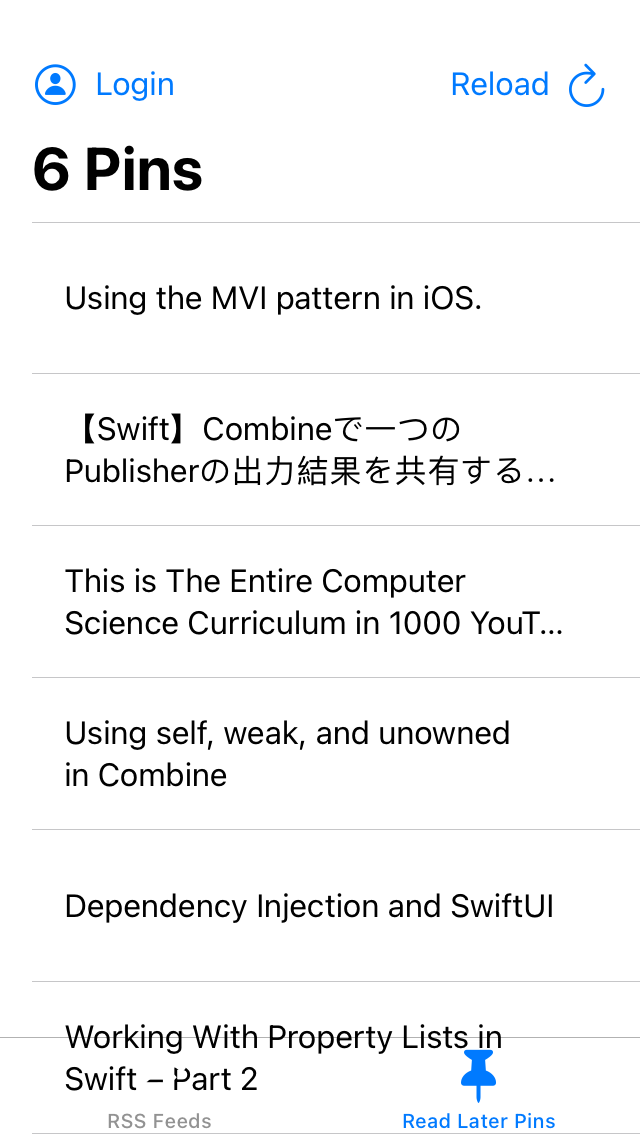 Login
Reload
6 Pins
Using the MVI pattern in iOS.
【Swift】Combineで一つの
Publisherの出力結果を共有する…
This is The Entire Computer
Science Curriculum in 1000 YouT...
Using self, weak, and unowned
in Combine
Dependency Injection and SwiftUI
Working With Property Lists in
Swift – Part 2
RSS Feeds
Read Later Pins